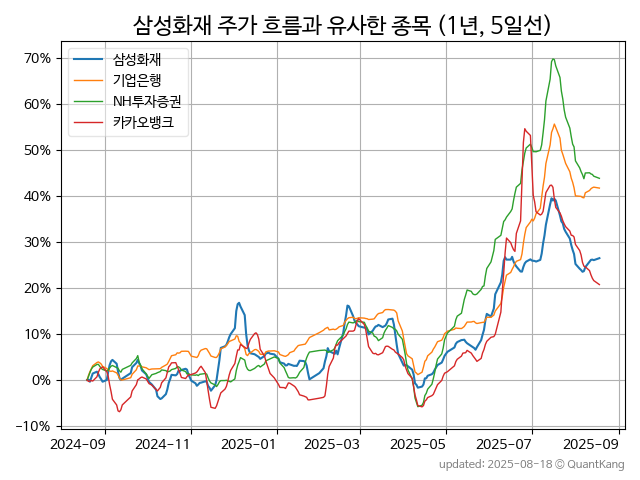 삼성화재 주가 흐름과 유사한 종목 (1년, 5일선)
삼성화재
기업은행
NH투자증권
카카오뱅크
70%
60%
50%
40%
30%
20%
10%
0%
−10%
2024-09
2024-11
2025-01
2025-03
2025-05
2025-07
2025-09
updated: 2025-08-18 © QuantKang